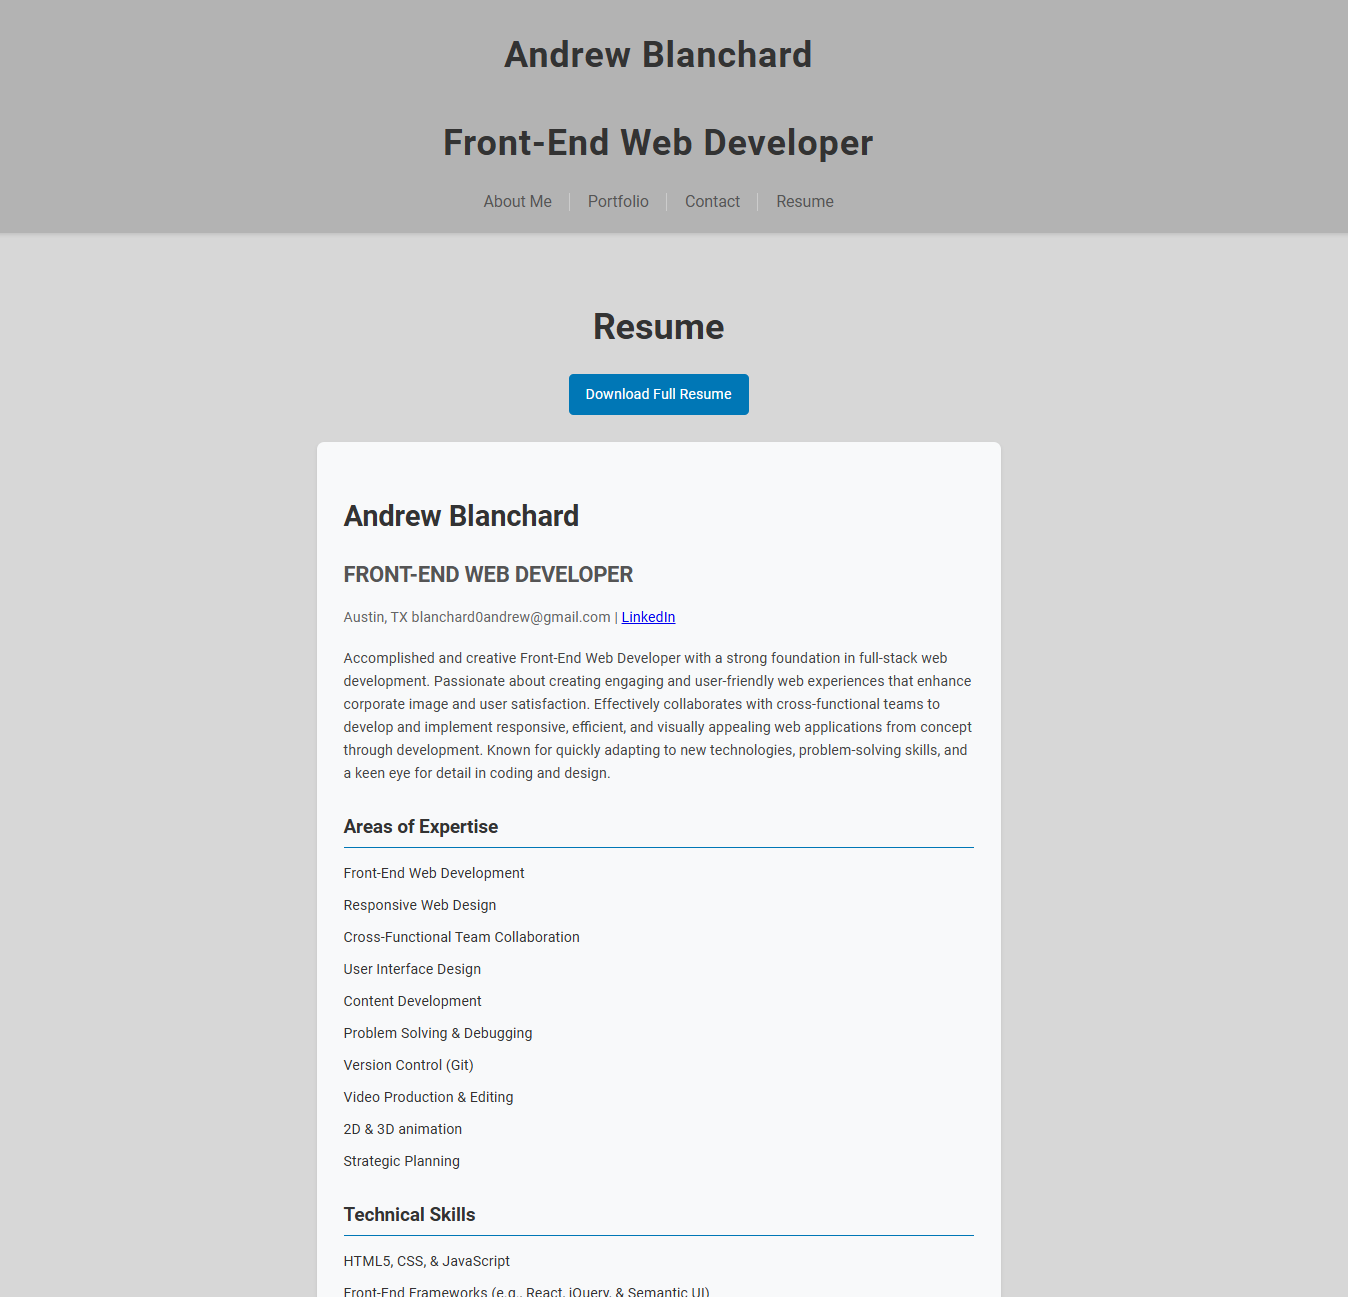 Andrew Blanchard
Front-End Web Developer
About Me
Portfolio
Contact
Resume
Resume
Download Full Resume
Andrew Blanchard
FRONT-END WEB DEVELOPER
Austin, TX blanchard0andrew@gmail.com | LinkedIn
Accomplished and creative Front-End Web Developer with a strong foundation in full-stack web
development. Passionate about creating engaging and user-friendly web experiences that enhance
corporate image and user satisfaction. Effectively collaborates with cross-functional teams to
develop and implement responsive, efficient, and visually appealing web applications from concept
through development. Known for quickly adapting to new technologies, problem-solving skills, and
a keen eye for detail in coding and design.
Areas of Expertise
Front-End Web Development
Responsive Web Design
Cross-Functional Team Collaboration
User Interface Design
Content Development
Problem Solving & Debugging
Version Control (Git)
Video Production & Editing
2D & 3D animation
Strategic Planning
Technical Skills
HTML5, CSS, & JavaScript
Front-End Frameworks (e.g., React, jQuery, & Semantic UI)